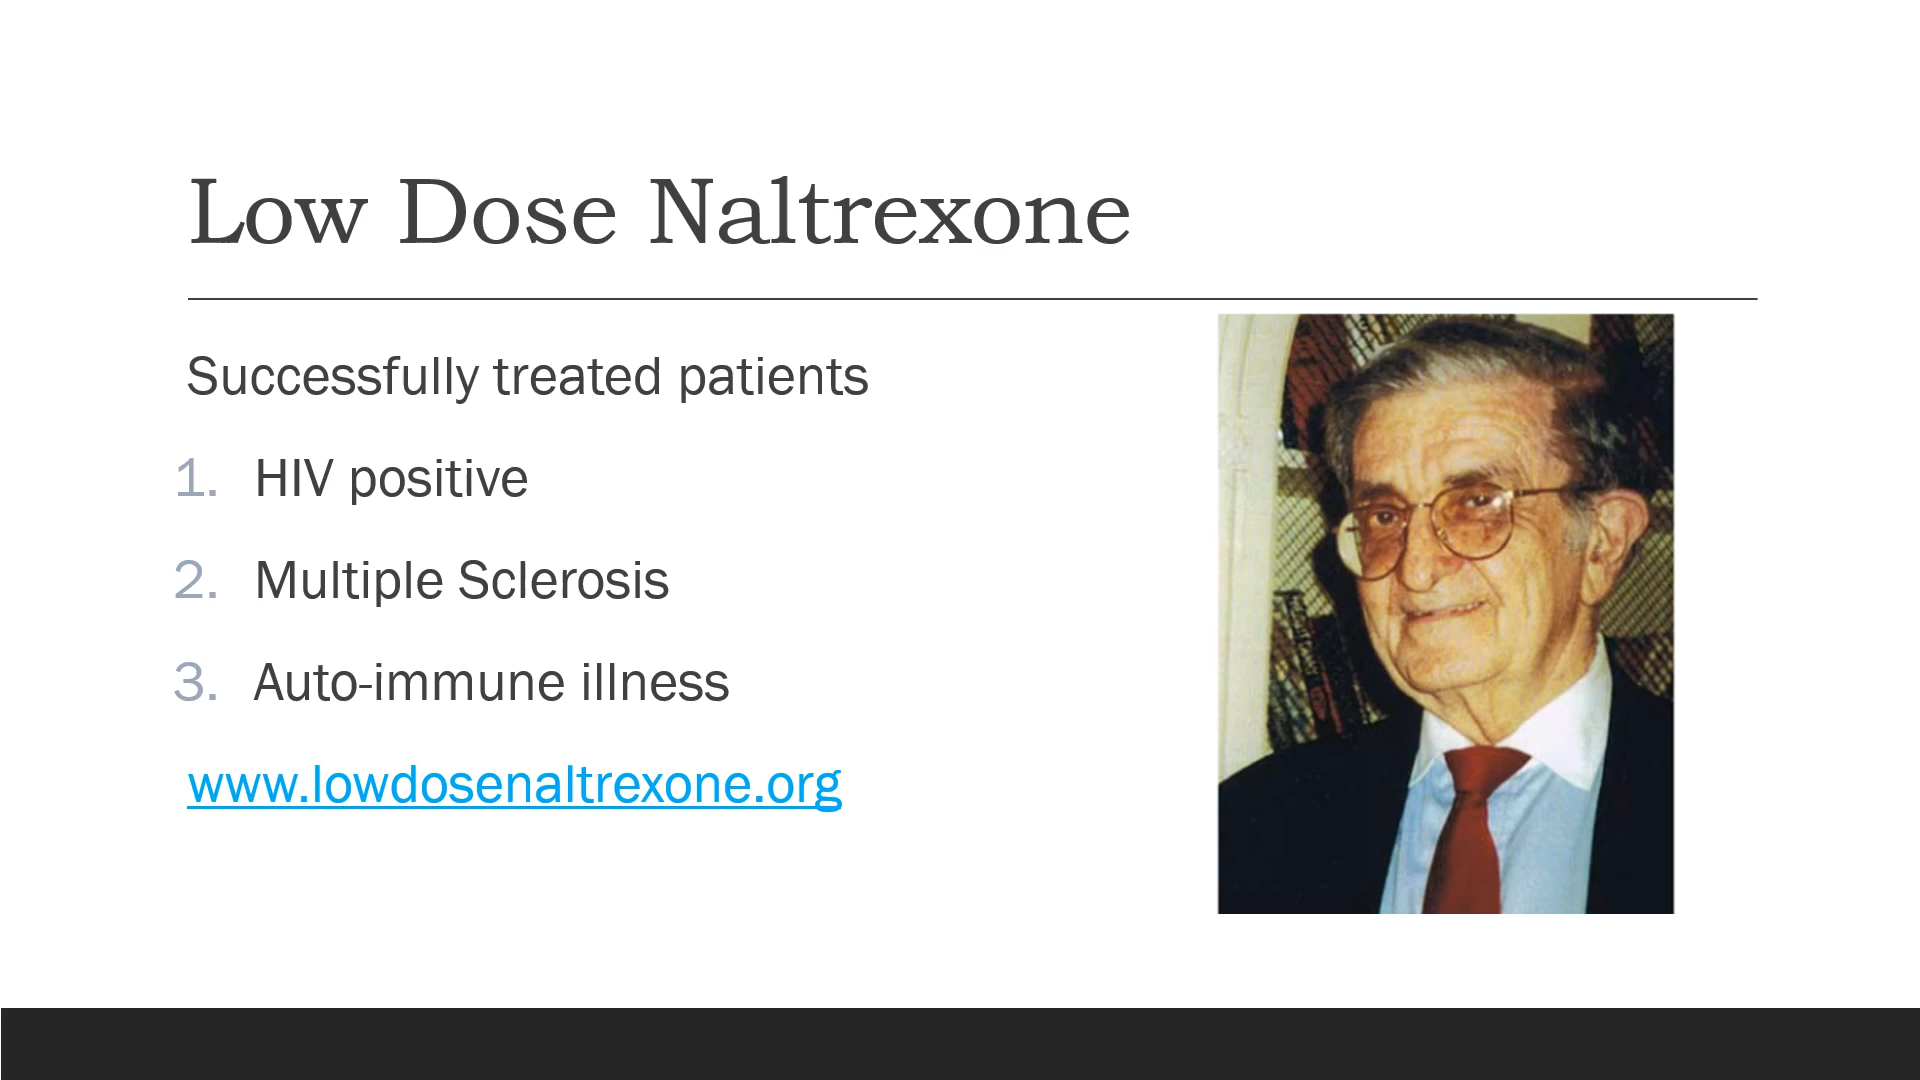 Low Dose Naltrexone
Successfully treated patients
1. HIV positive
2. Multiple Sclerosis
3. Auto-immune illness
www.lowdosenaltrexone.org